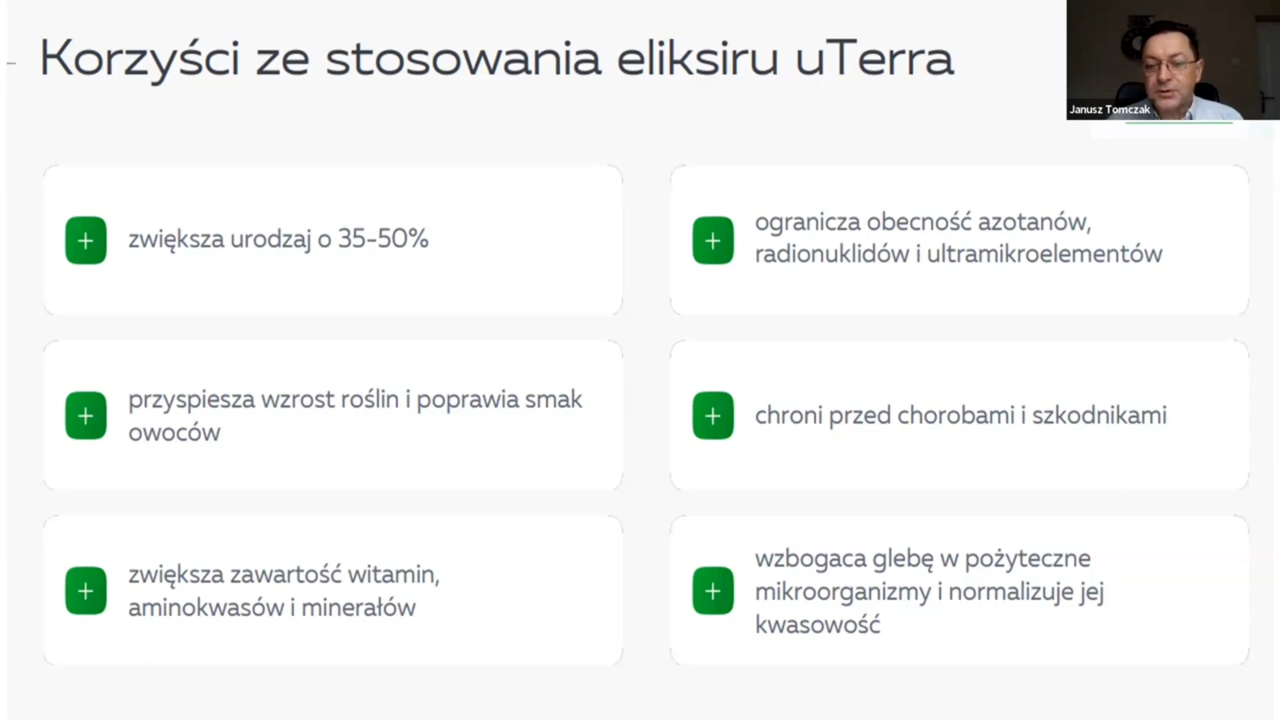 Korzyści ze stosowania eliksiru uTerra
Janusz Tomczak
zwiększa urodzaj o 35-50%
ogranicza obecność azotanów,
radionuklidów i ultramikroelementów
przyspiesza wzrost roślin i poprawia smak
owoców
chroni przed chorobami i szkodnikami
zwiększa zawartość witamin,
aminokwasów i minerałów
wzbogaca glebę w pożyteczne
mikroorganizmy i normalizuje jej
kwasowość